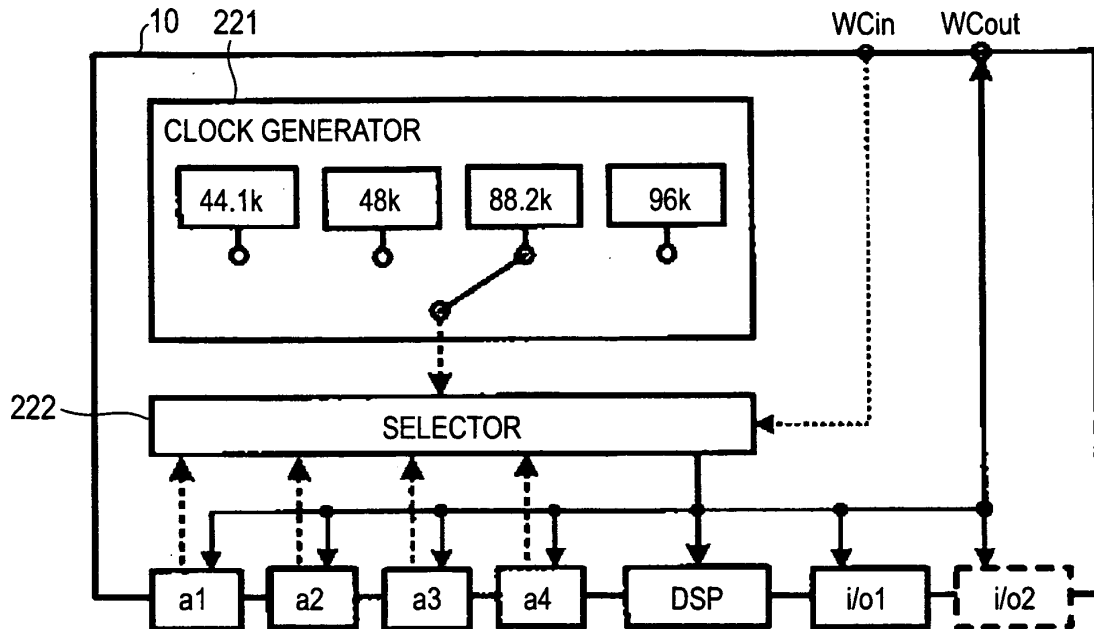 10
221
WCin
WCout
CLOCK GENERATOR
44.1k
48k
88.2k
96k
222
SELECTOR
a1
a2
a3
a4
DSP
i/o1
i/o2